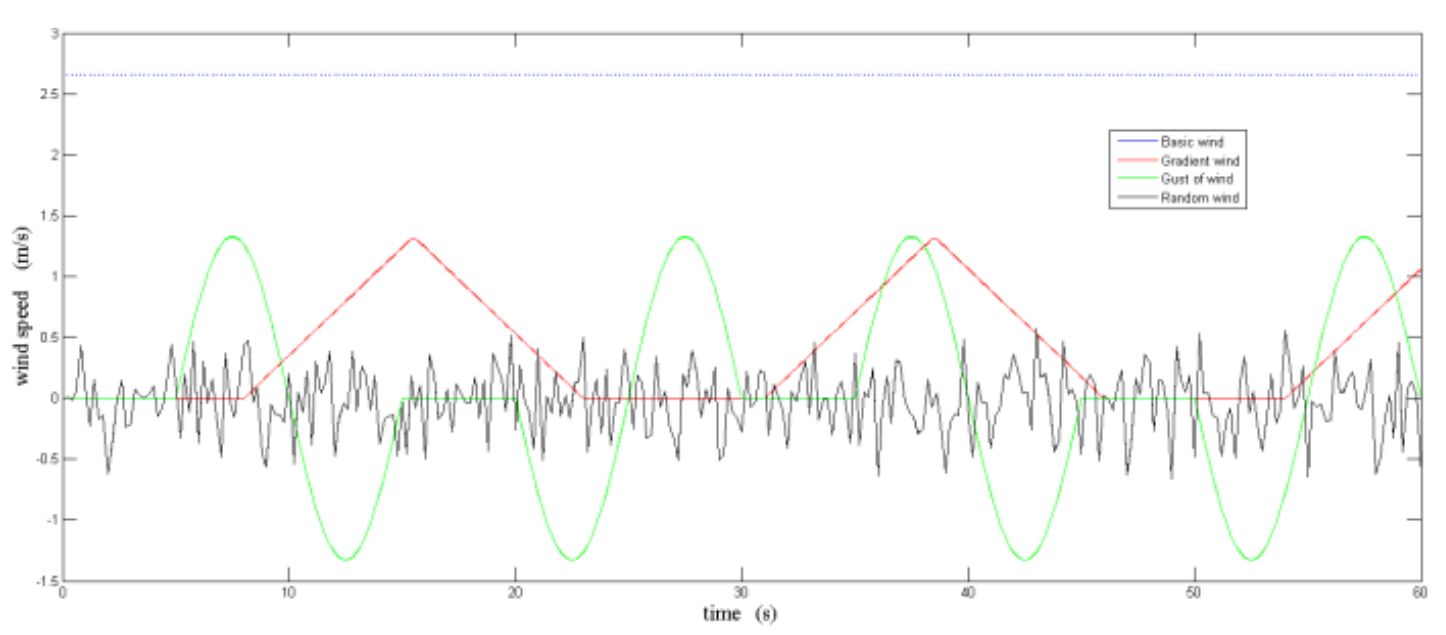 3
2.5
2
1.5
1
0.5
0
-0.5
-1
-1.5
wind speed (m/s)
Basic wind
Gradient wind
Gust of wind
Random wind
0 10 20 30 40 50 60
time (s)